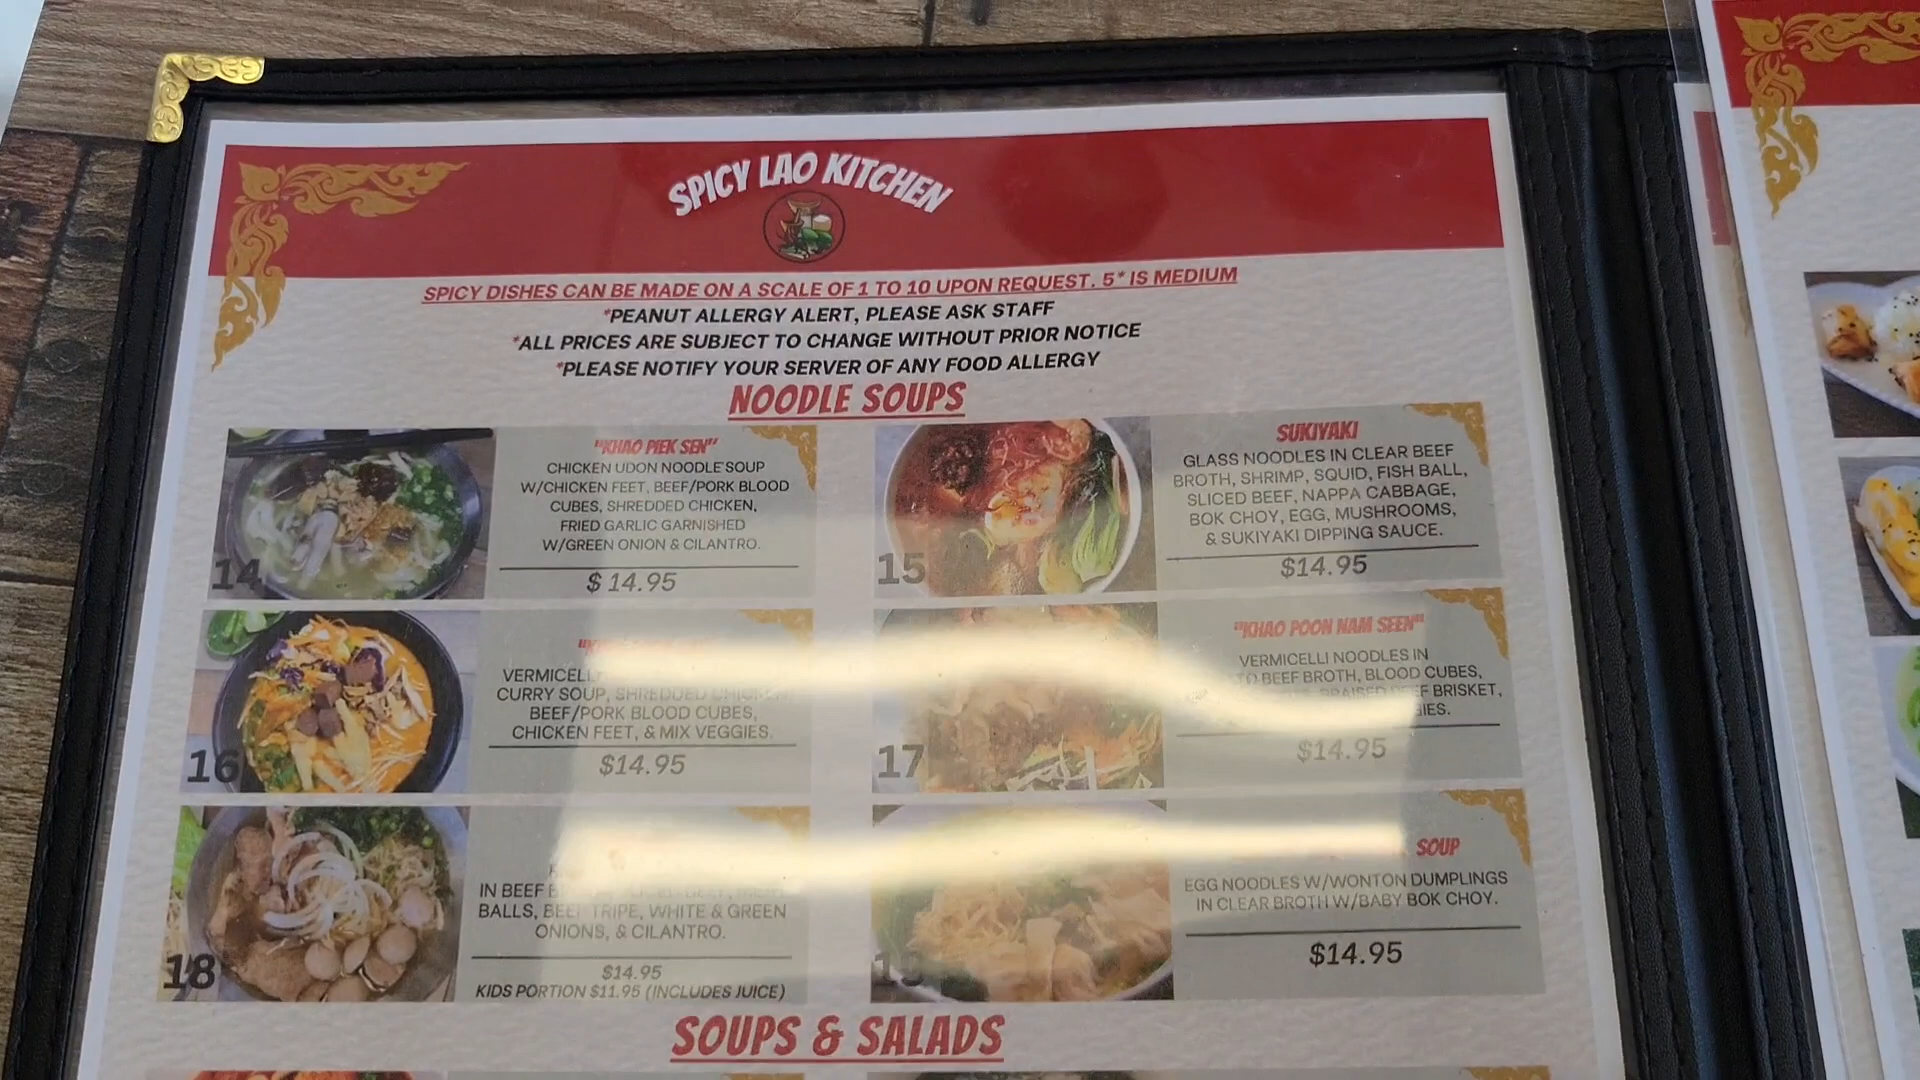 SPICY LAO KITCHEN
SPICY DISHES CAN BE MADE ON A SCALE OF 1 TO 10 UPON REQUEST. 5* IS MEDIUM
*PEANUT ALLERGY ALERT, PLEASE ASK STAFF
*ALL PRICES ARE SUBJECT TO CHANGE WITHOUT PRIOR NOTICE
*PLEASE NOTIFY YOUR SERVER OF ANY FOOD ALLERGY
NOODLE SOUPS
"KHAO PIEK SEN"
CHICKEN UDON NOODLE SOUP
W/CHICKEN FEET, BEEF/PORK BLOOD
CUBES, SHREDDED CHICKEN,
FRIED GARLIC GARNISHED
W/GREEN ONION & CILANTRO.
14
$ 14.95
SUKIYAKI
GLASS NOODLES IN CLEAR BEEF
BROTH, SHRIMP, SQUID, FISH BALL,
SLICED BEEF, NAPPA CABBAGE,
BOK CHOY, EGG, MUSHROOMS,
& SUKIYAKI DIPPING SAUCE.
15
$14.95
VERMICELLI
CURRY SOUP, SHREDDED CHICKEN,
BEEF/PORK BLOOD CUBES,
CHICKEN FEET, & MIX VEGGIES.
16
$14.95
"KHAO POON NAM SEEN"
VERMICELLI NOODLES IN
BEEF BROTH, BLOOD CUBES,
BRAISED BEEF BRISKET,
17
$14.95
IN BEEF
BALLS, BEEF TRIPE, WHITE & GREEN
ONIONS, & CILANTRO.
18
$14.95
KIDS PORTION $11.95 (INCLUDES JUICE)
SOUP
EGG NOODLES W/WONTON DUMPLINGS
IN CLEAR BROTH W/BABY BOK CHOY.
19
$14.95
SOUPS & SALADS